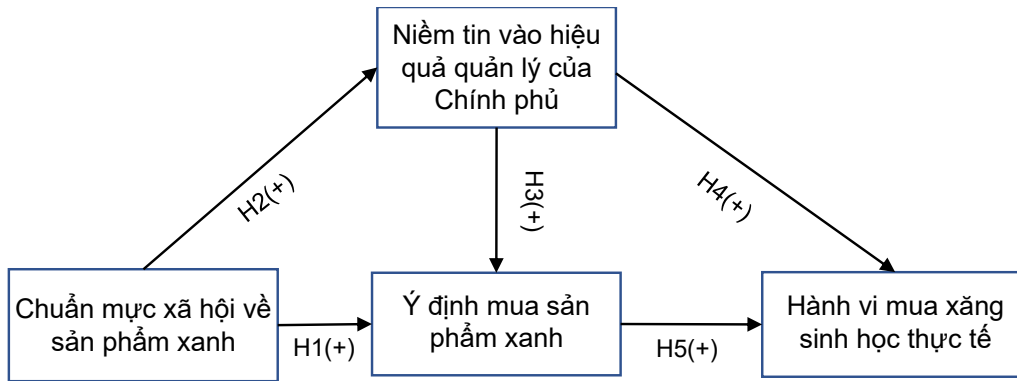 Niềm tin vào hiệu
quả quản lý của
Chính phủ
H2(+)
H3(+)
H4(+)
Chuẩn mực xã hội về
sản phẩm xanh
H1(+)
Ý định mua sản
phẩm xanh
H5(+)
Hành vi mua xăng
sinh học thực tế